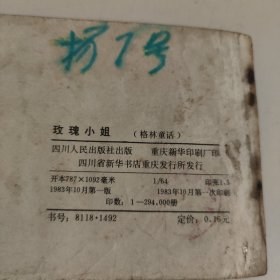 玫瑰小姐 (格林童话)
四川人民出版社出版 重庆新华印刷厂印
四川省新华书店重庆发行所发行
开本787×1092毫米 1/64 印张1.5
1983年10月第一版 1983年10月第一次印刷
印数:1—294.000册
书号:8118·1492 定价:0.16元